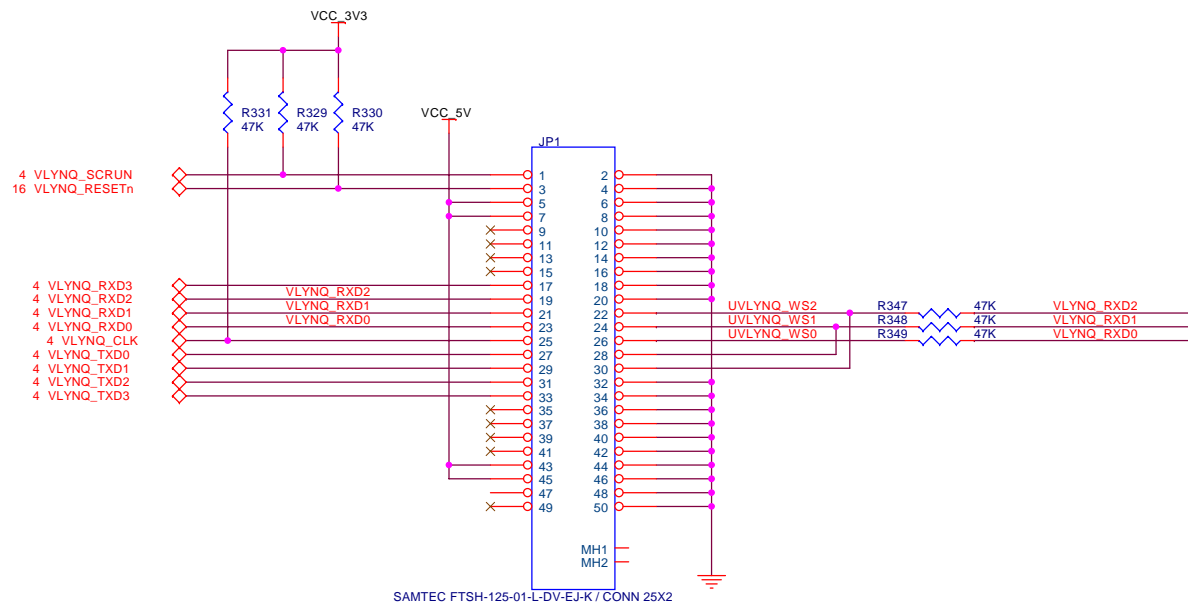 VCC_3V3
R331 R329 R330
47K 47K 47K
VCC_5V
JP1
4 VLYNQ_SCRUN 1 2
16 VLYNQ_RESETn 3 4
5 6
7 8
9 10
11 12
13 14
15 16
4 VLYNQ_RXD3 17 18
4 VLYNQ_RXD2 VLYNQ_RXD2 19 20
4 VLYNQ_RXD1 VLYNQ_RXD1 21 22 UVLYNQ_WS2 R347 47K VLYNQ_RXD2
4 VLYNQ_RXD0 VLYNQ_RXD0 23 24 UVLYNQ_WS1 R348 47K VLYNQ_RXD1
4 VLYNQ_CLK 25 26 UVLYNQ_WS0 R349 47K VLYNQ_RXD0
4 VLYNQ_TXD0 27 28
4 VLYNQ_TXD1 29 30
4 VLYNQ_TXD2 31 32
4 VLYNQ_TXD3 33 34
35 36
37 38
39 40
41 42
43 44
45 46
47 48
49 50
MH1
MH2
SAMTEC FTSH-125-01-L-DV-EJ-K / CONN 25X2